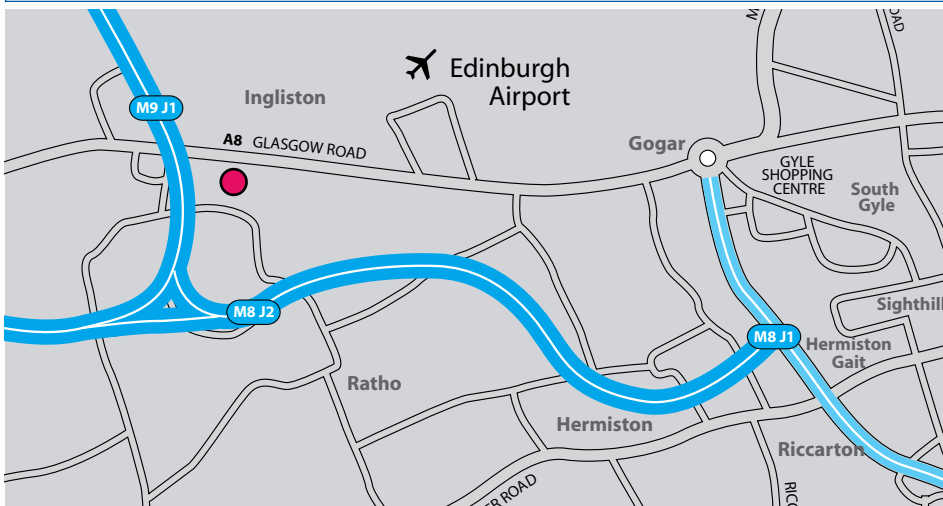 Edinburgh
Airport
Ingliston
M9 J1
A8 GLASGOW ROAD
Gogar
GYLE
SHOPPING
CENTRE
South
Gyle
Sighthill
M8 J2
M8 J1
Hermiston
Gait
Ratho
Hermiston
Riccarton
ROAD